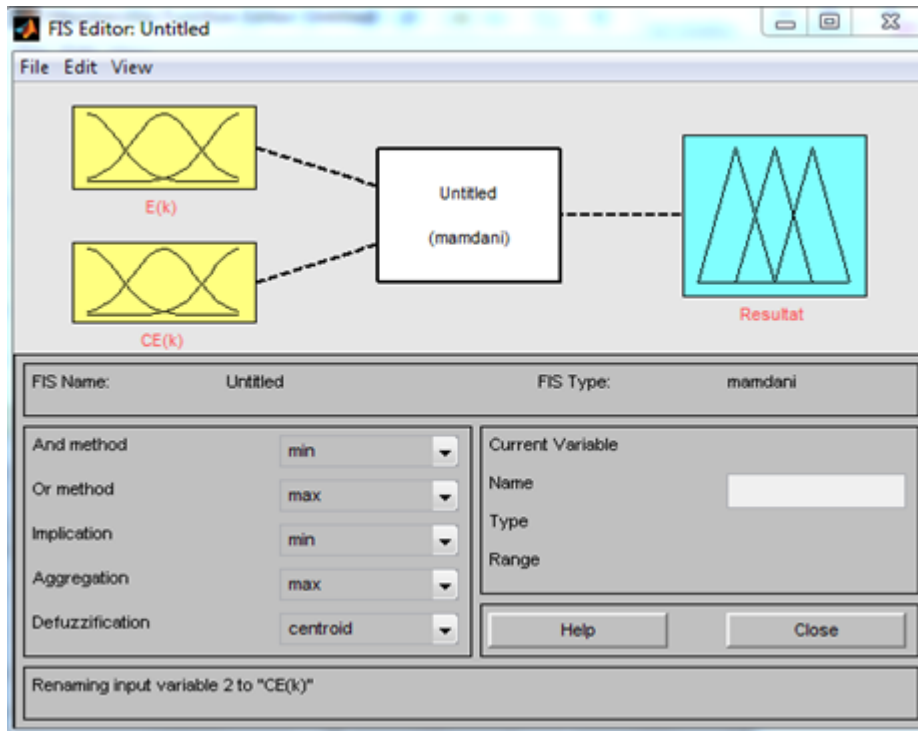 FIS Editor: Untitled
File Edit View
E(k)
CE(k)
Untitled
(mamdani)
Resultat
FIS Name: Untitled FIS Type: mamdani
And method min
Or method max
Implication min
Aggregation max
Defuzzification centroid
Current Variable
Name
Type
Range
Help Close
Renaming input variable 2 to "CE(k)"